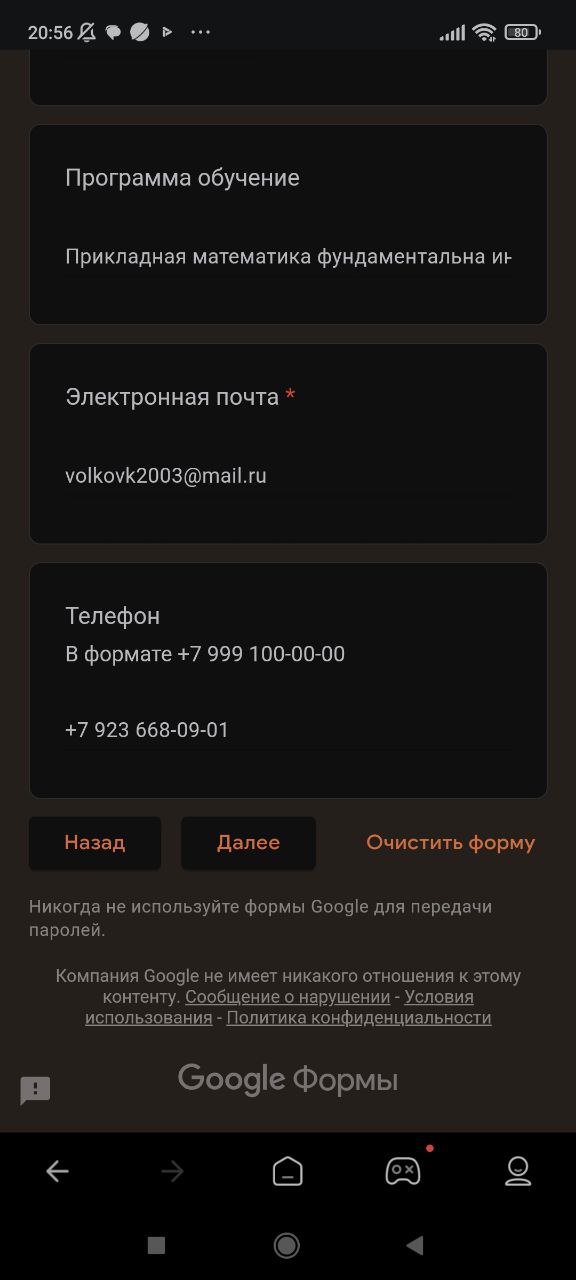 20:56
80
Программа обучение
Прикладная математика фундаментальна ин
Электронная почта *
volkovk2003@mail.ru
Телефон
В формате +7 999 100-00-00
+7 923 668-09-01
Назад
Далее
Очистить форму
Никогда не используйте формы Google для передачи
паролей.
Компания Google не имеет никакого отношения к этому
контенту. Сообщение о нарушении - Условия
использования - Политика конфиденциальности
Google Формы